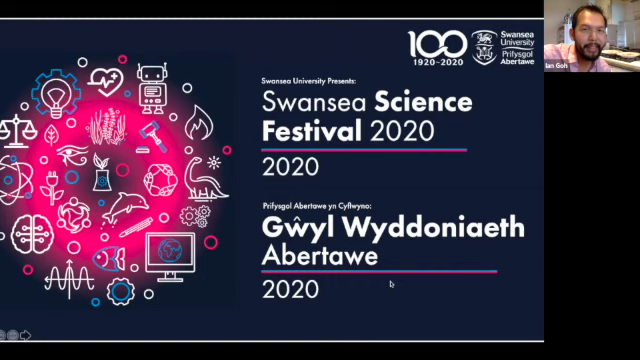 100
1920-2020
Swansea
University
Prifysgol
Abertawe
Ian Goh
Swansea University Presents:
Swansea Science
Festival 2020
2020
Prifysgol Abertawe yn Cyflwyno:
Gŵyl Wyddoniaeth
Abertawe
2020